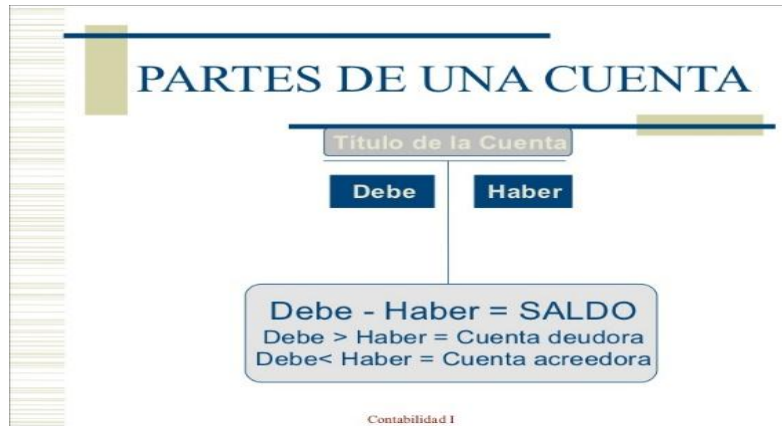 PARTES DE UNA CUENTA
Título de la Cuenta
Debe Haber
Debe - Haber = SALDO
Debe > Haber = Cuenta deudora
Debe< Haber = Cuenta acreedora
Contabilidad I